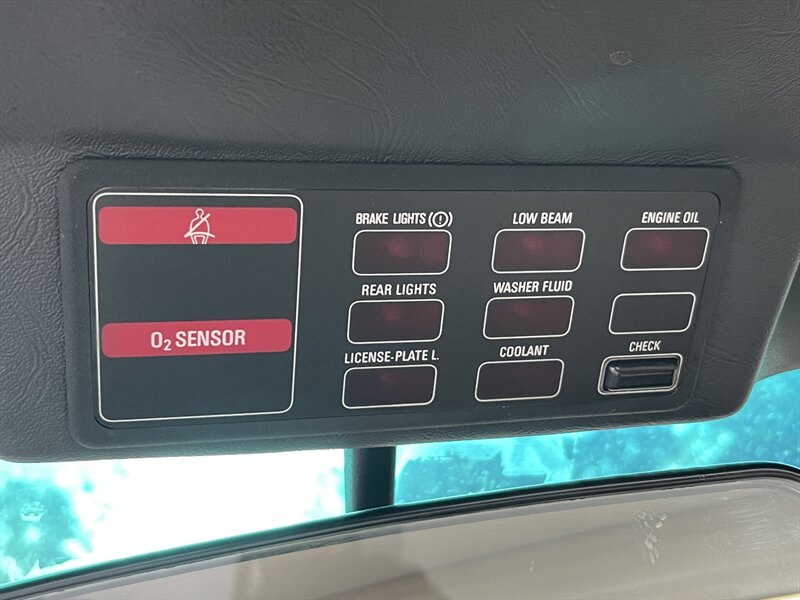 O₂ SENSOR
BRAKE LIGHTS (!)
LOW BEAM
ENGINE OIL
REAR LIGHTS
WASHER FLUID
LICENSE-PLATE L.
COOLANT
CHECK